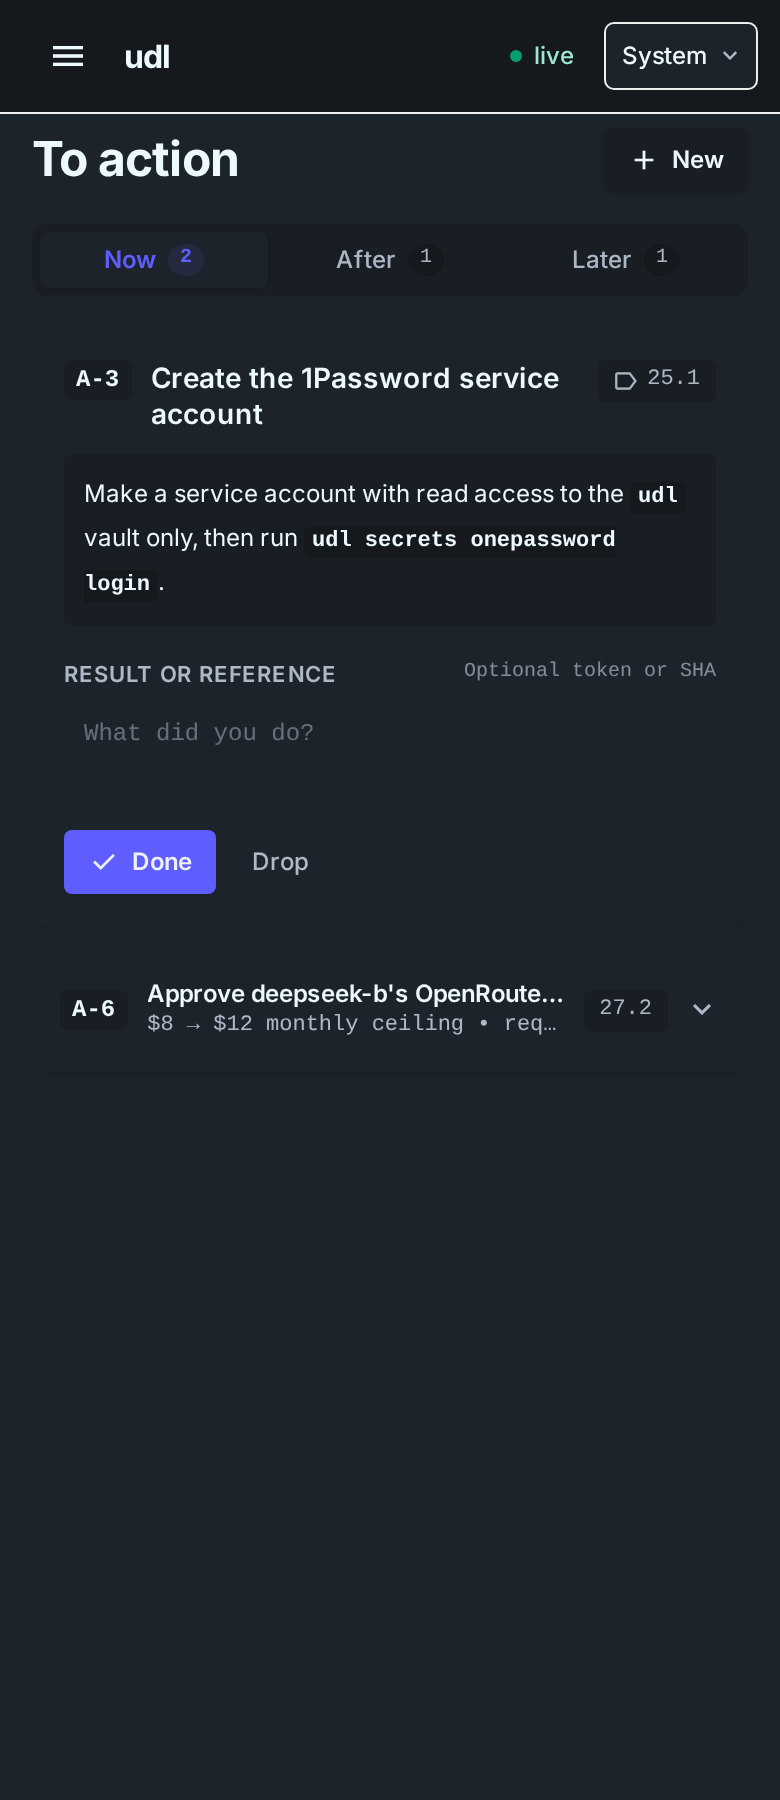 udl
live
System
To action
New
Now 2
After 1
Later 1
A-3
Create the 1Password service
account
25.1
Make a service account with read access to the udl
vault only, then run udl secrets onepassword
login.
RESULT OR REFERENCE
Optional token or SHA
What did you do?
Done
Drop
A-6
Approve deepseek-b's OpenRoute…
$8 → $12 monthly ceiling • req…
27.2